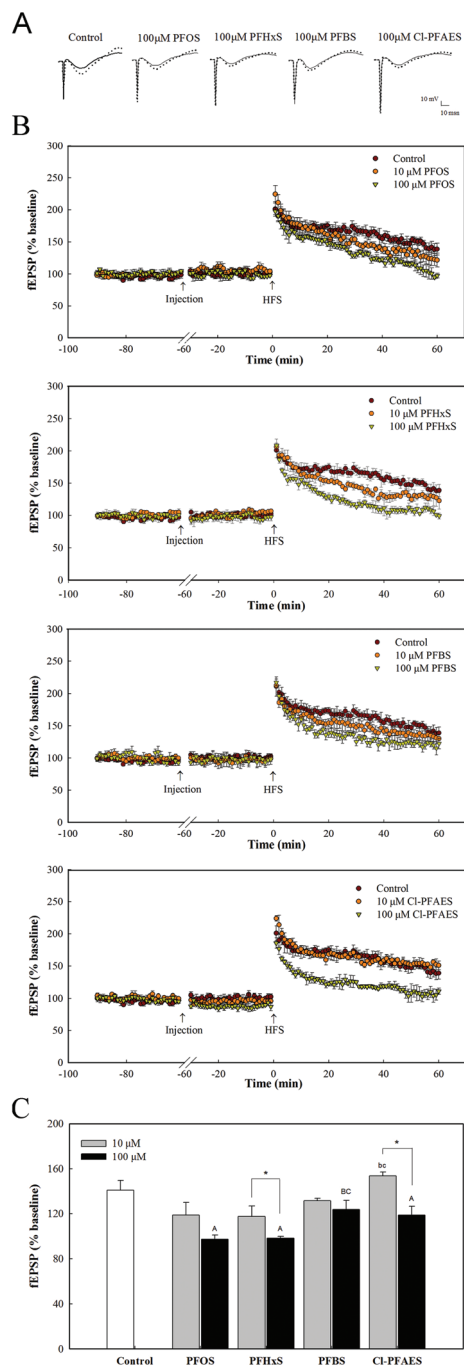 A
Control 100μM PFOS 100μM PFHxS 100μM PFBS 100μM Cl-PFAES
10 mV
10 mse
B
300
250
200
150
100
50
0
fEPSP (% baseline)
Control
10 μM PFOS
100 μM PFOS
Injection
HFS
-100 -80 -60 -20 0 20 40 60
Time (min)
300
250
200
150
100
50
0
fEPSP (% baseline)
Control
10 μM PFHxS
100 μM PFHxS
Injection
HFS
-100 -80 -60 -20 0 20 40 60
Time (min)
300
250
200
150
100
50
0
fEPSP (% baseline)
Control
10 μM PFBS
100 μM PFBS
Injection
HFS
-100 -80 -60 -20 0 20 40 60
Time (min)
300
250
200
150
100
50
0
fEPSP (% baseline)
Control
10 μM Cl-PFAES
100 μM Cl-PFAES
Injection
HFS
-100 -80 -60 -20 0 20 40 60
Time (min)
C
200
160
120
80
40
0
fEPSP (% baseline)
10 μM
100 μM
A
*
A
BC
*
bc
A
Control PFOS PFHxS PFBS Cl-PFAES